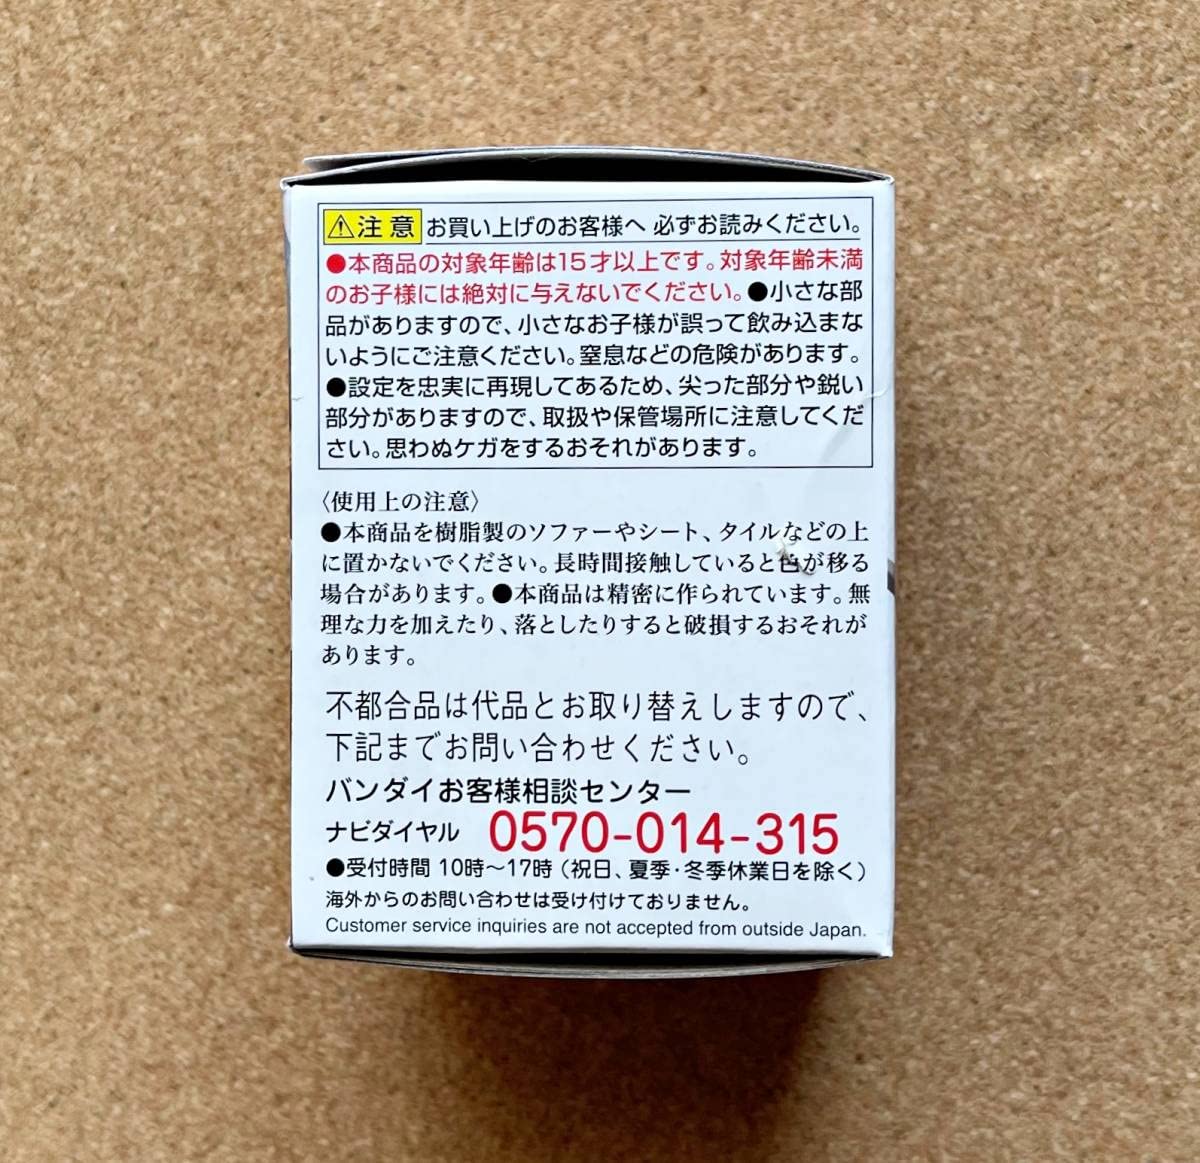 ⚠注意 お買い上げのお客様へ 必ずお読みください。
●本商品の対象年齢は15才以上です。対象年齢未満
のお子様には絶対に与えないでください。●小さな部
品がありますので、小さなお子様が誤って飲み込まな
いようにご注意ください。窒息などの危険があります。
●設定を忠実に再現してあるため、尖った部分や鋭い
部分がありますので、取扱や保管場所に注意してくだ
さい。思わぬケガをするおそれがあります。
〈使用上の注意〉
●本商品を樹脂製のソファーやシート、タイルなどの上
に置かないでください。長時間接触していると色が移る
場合があります。●本商品は精密に作られています。無
理な力を加えたり、落としたりすると破損するおそれが
あります。
不都合品は代品とお取り替えしますので、
下記までお問い合わせください。
バンダイお客様相談センター
ナビダイヤル 0570-014-315
●受付時間 10時〜17時（祝日、夏季・冬季休業日を除く）
海外からのお問い合わせは受け付けておりません。
Customer service inquiries are not accepted from outside Japan.